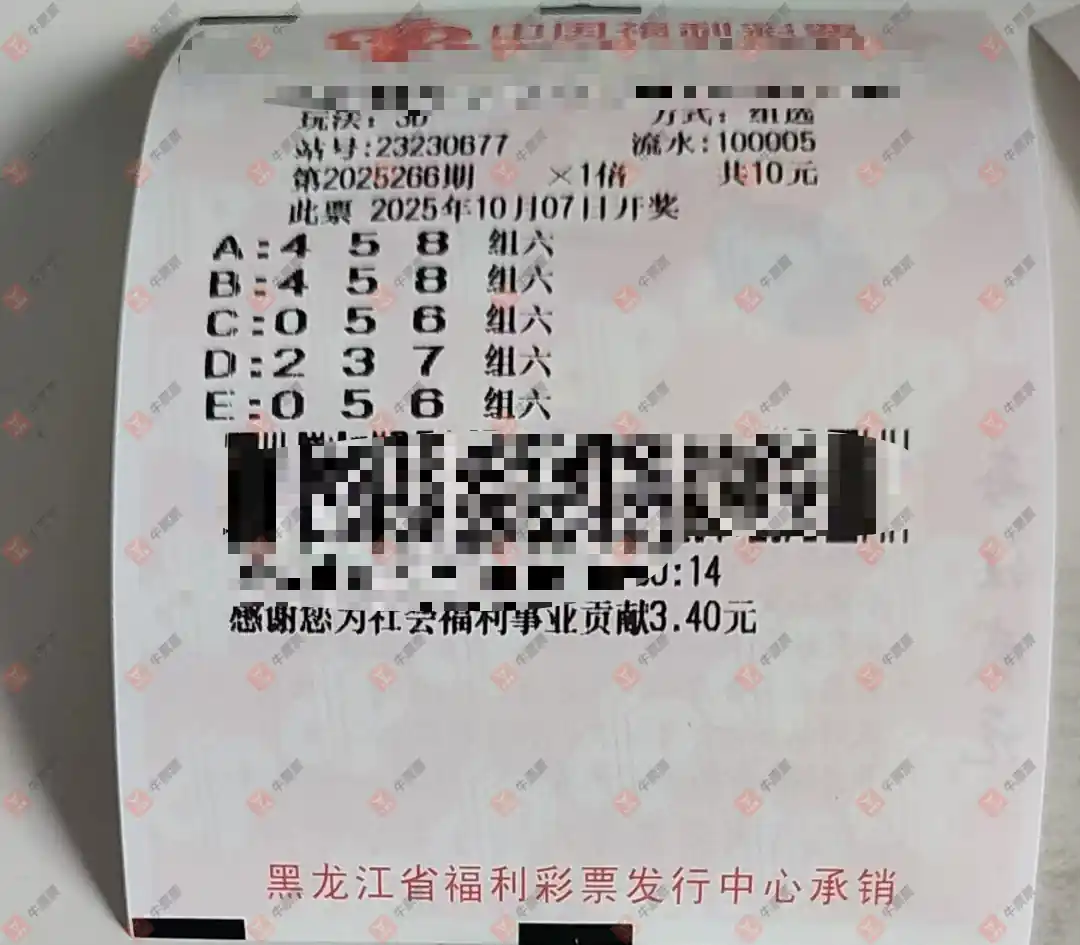 中国福利彩票
玩法: 3D 方式: 组选
站号:23230677 流水:100005
第2025266期 ×1倍 共10元
此票 2025年10月07日开奖
A:4 5 8 组六
B:4 5 8 组六
C:0 5 6 组六
D:2 3 7 组六
E:0 5 6 组六
:14
感谢您为社会福利事业贡献3.40元
黑龙江省福利彩票发行中心承销